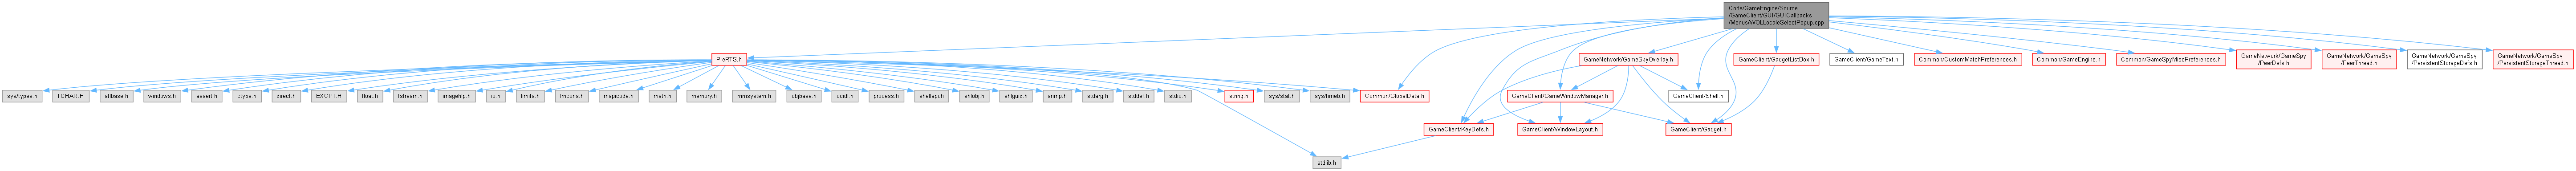 Code/GameEngine/Source
/GameClient/GUI/GUICallbacks
/Menus/WOLLocaleSelectPopup.cpp
PreRTS.h
GameNetwork/GameSpyOverlay.h
GameClient/GadgetListBox.h
GameClient/GameText.h
Common/CustomMatchPreferences.h
Common/GameEngine.h
Common/GameSpyMiscPreferences.h
GameNetwork/GameSpy
/PeerDefs.h
GameNetwork/GameSpy
/PeerThread.h
GameNetwork/GameSpy
/PersistentStorageDefs.h
GameNetwork/GameSpy
/PersistentStorageThread.h
sys/types.h
TCHAR.H
atlbase.h
windows.h
assert.h
ctype.h
direct.h
EXCPT.H
float.h
fstream.h
imagehlp.h
io.h
limits.h
lmcons.h
mapicode.h
math.h
memory.h
mmsystem.h
objbase.h
ocidl.h
process.h
shellapi.h
shlobj.h
shlguid.h
snmp.h
stdarg.h
stddef.h
stdio.h
string.h
sys/stat.h
sys/timeb.h
Common/GlobalData.h
GameClient/GameWindowManager.h
GameClient/Shell.h
GameClient/KeyDefs.h
GameClient/WindowLayout.h
GameClient/Gadget.h
stdlib.h